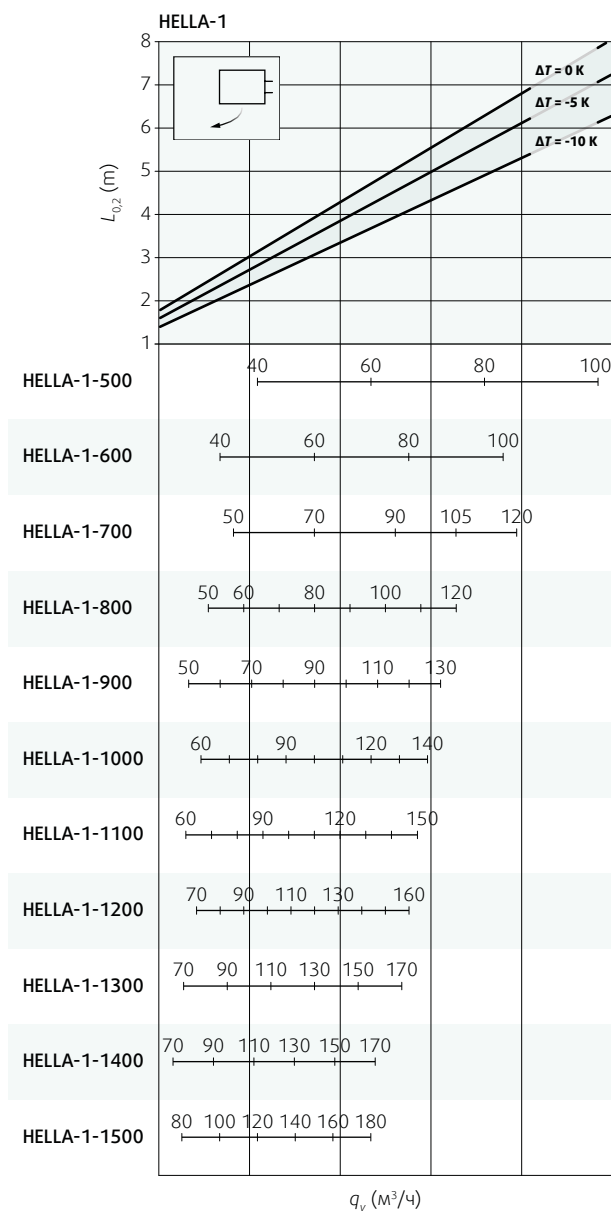 HELLA-1
8
ΔT = 0 K
7
ΔT = -5 K
6
ΔT = -10 K
5
L0,2 (m)
4
3
2
1
HELLA-1-500 40 60 80 100
HELLA-1-600 40 60 80 100
HELLA-1-700 50 70 90 105 120
HELLA-1-800 50 60 80 100 120
HELLA-1-900 50 70 90 110 130
HELLA-1-1000 60 90 120 140
HELLA-1-1100 60 90 120 150
HELLA-1-1200 70 90 110 130 160
HELLA-1-1300 70 90 110 130 150 170
HELLA-1-1400 70 90 110 130 150 170
HELLA-1-1500 80 100 120 140 160 180
qv (м³/ч)